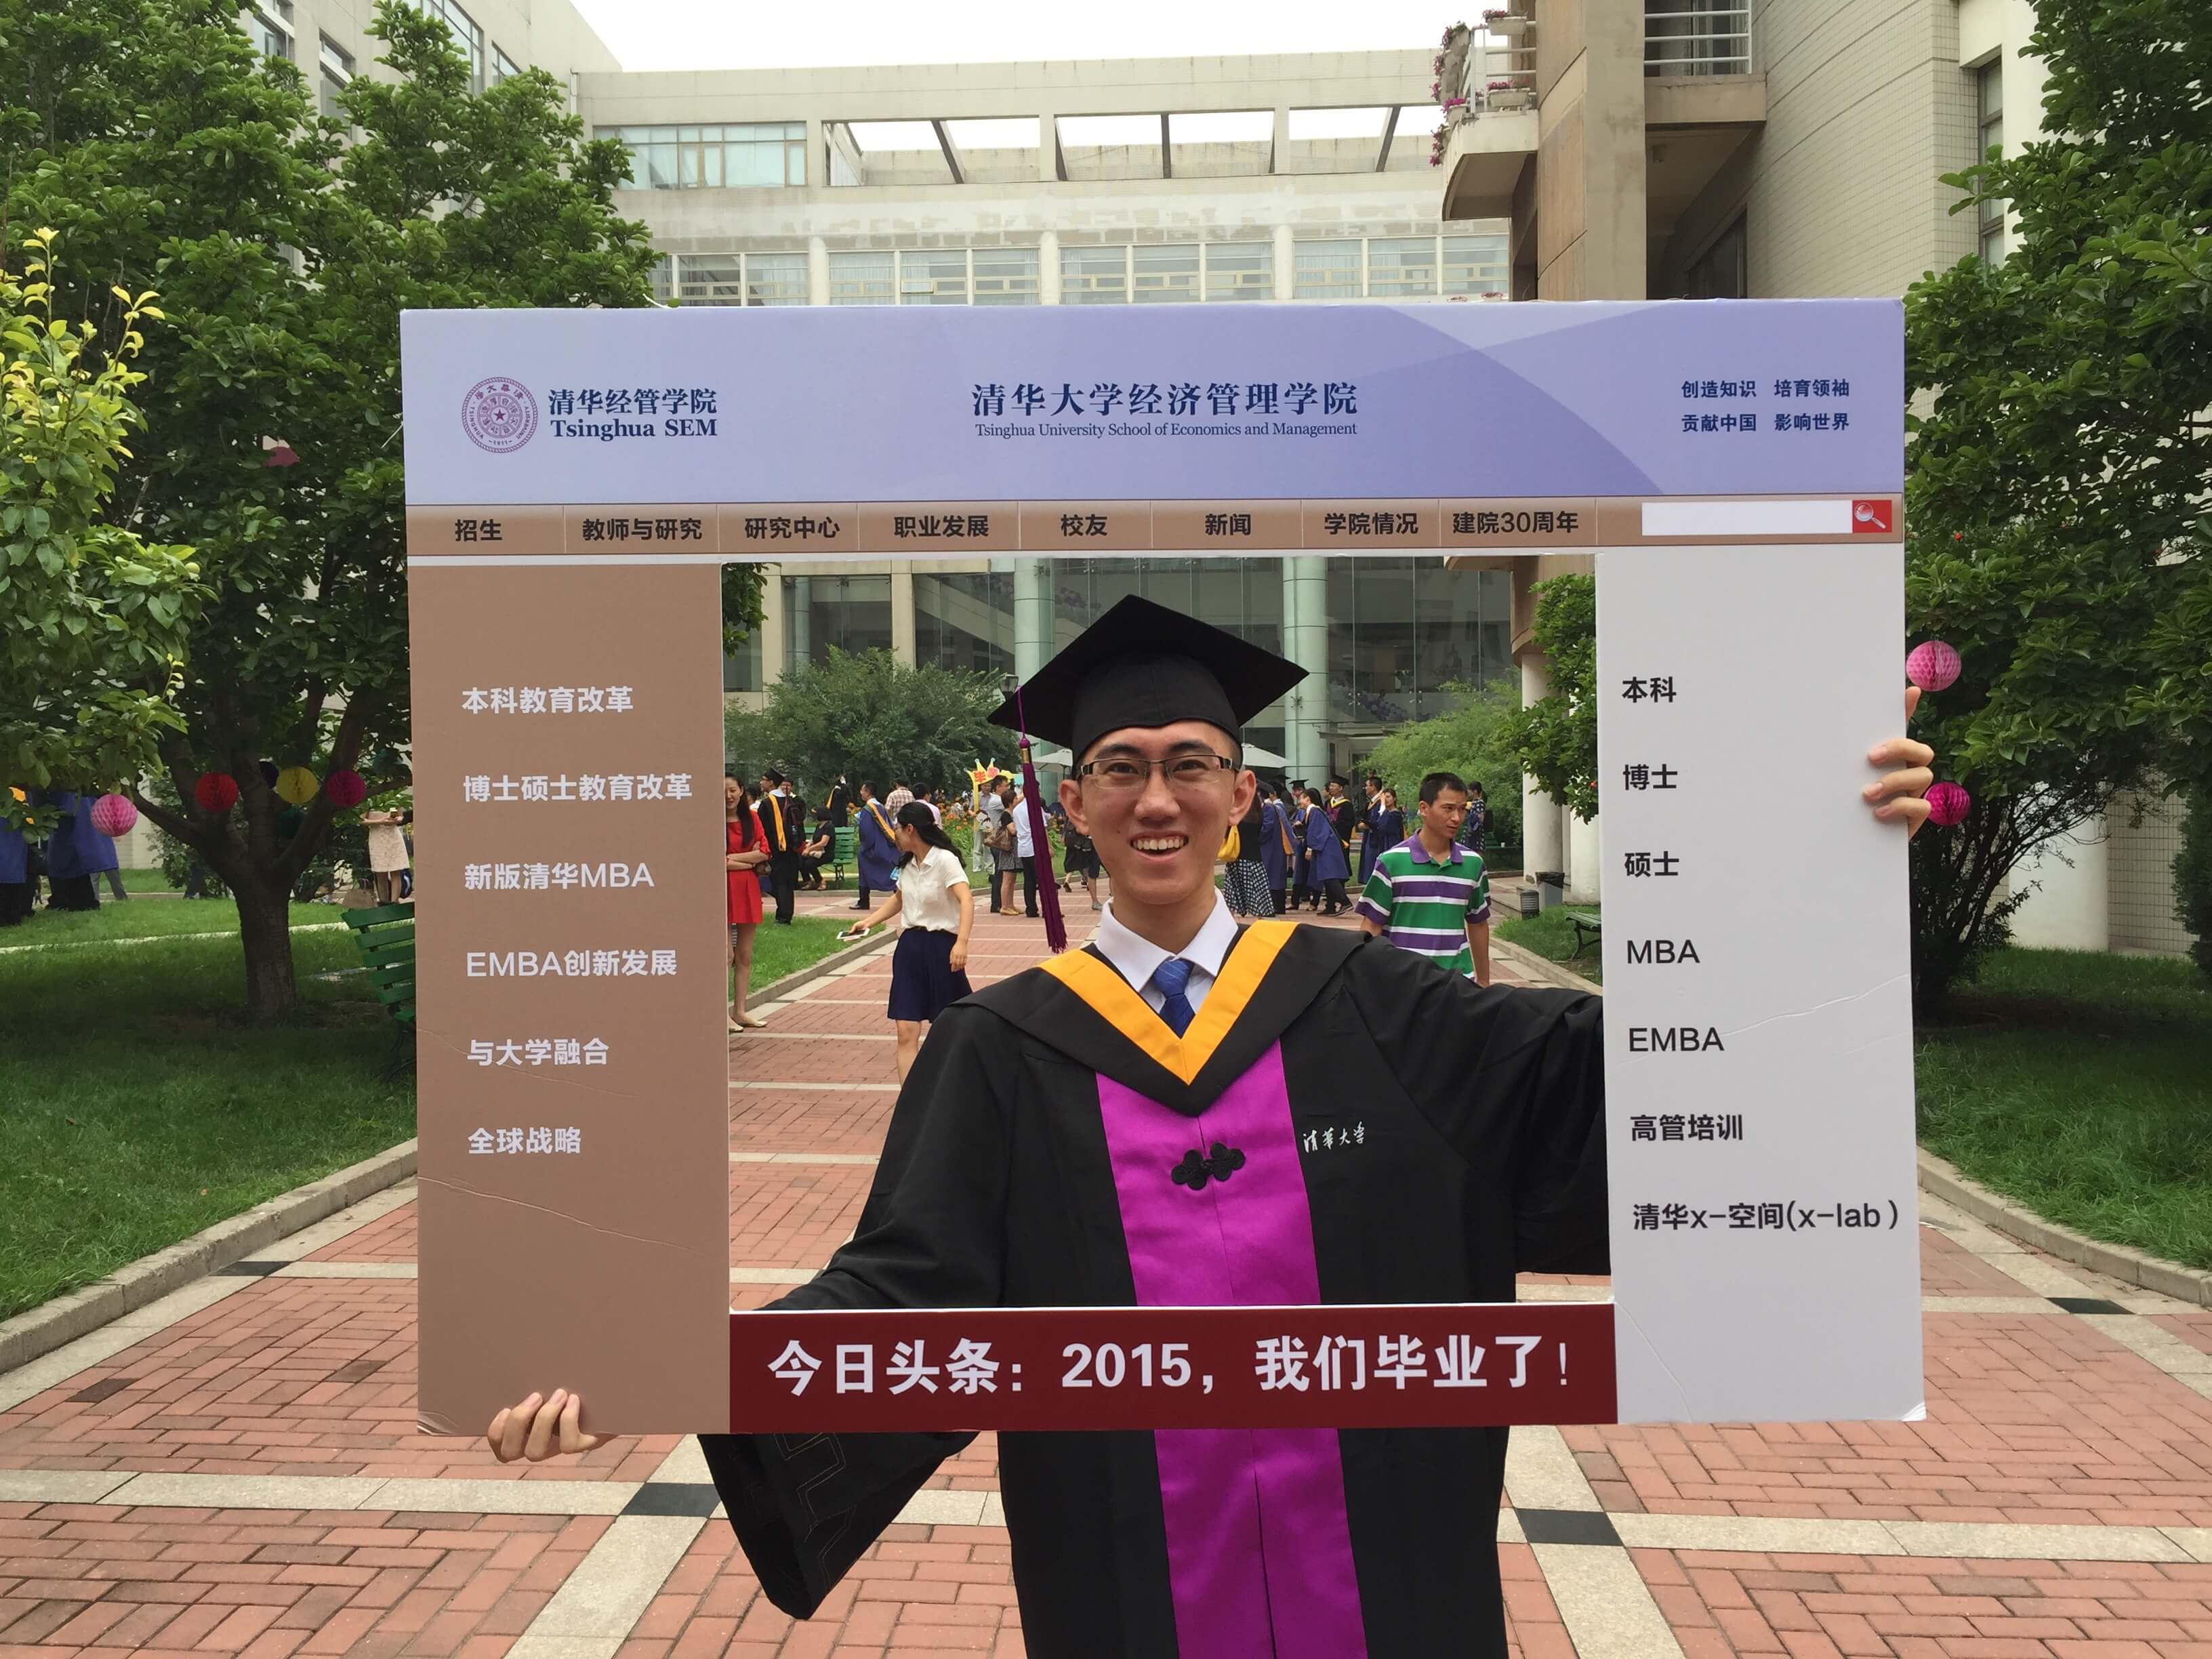 清华经管学院
Tsinghua SEM
清华大学经济管理学院
Tsinghua University School of Economics and Management
创造知识 培育领袖
贡献中国 影响世界
招生 教师与研究 研究中心 职业发展 校友 新闻 学院情况 建院30周年
本科教育改革
博士硕士教育改革
新版清华MBA
EMBA创新发展
与大学融合
全球战略
本科
博士
硕士
MBA
EMBA
高管培训
清华x-空间(x-lab)
清華大学
今日头条：2015，我们毕业了！